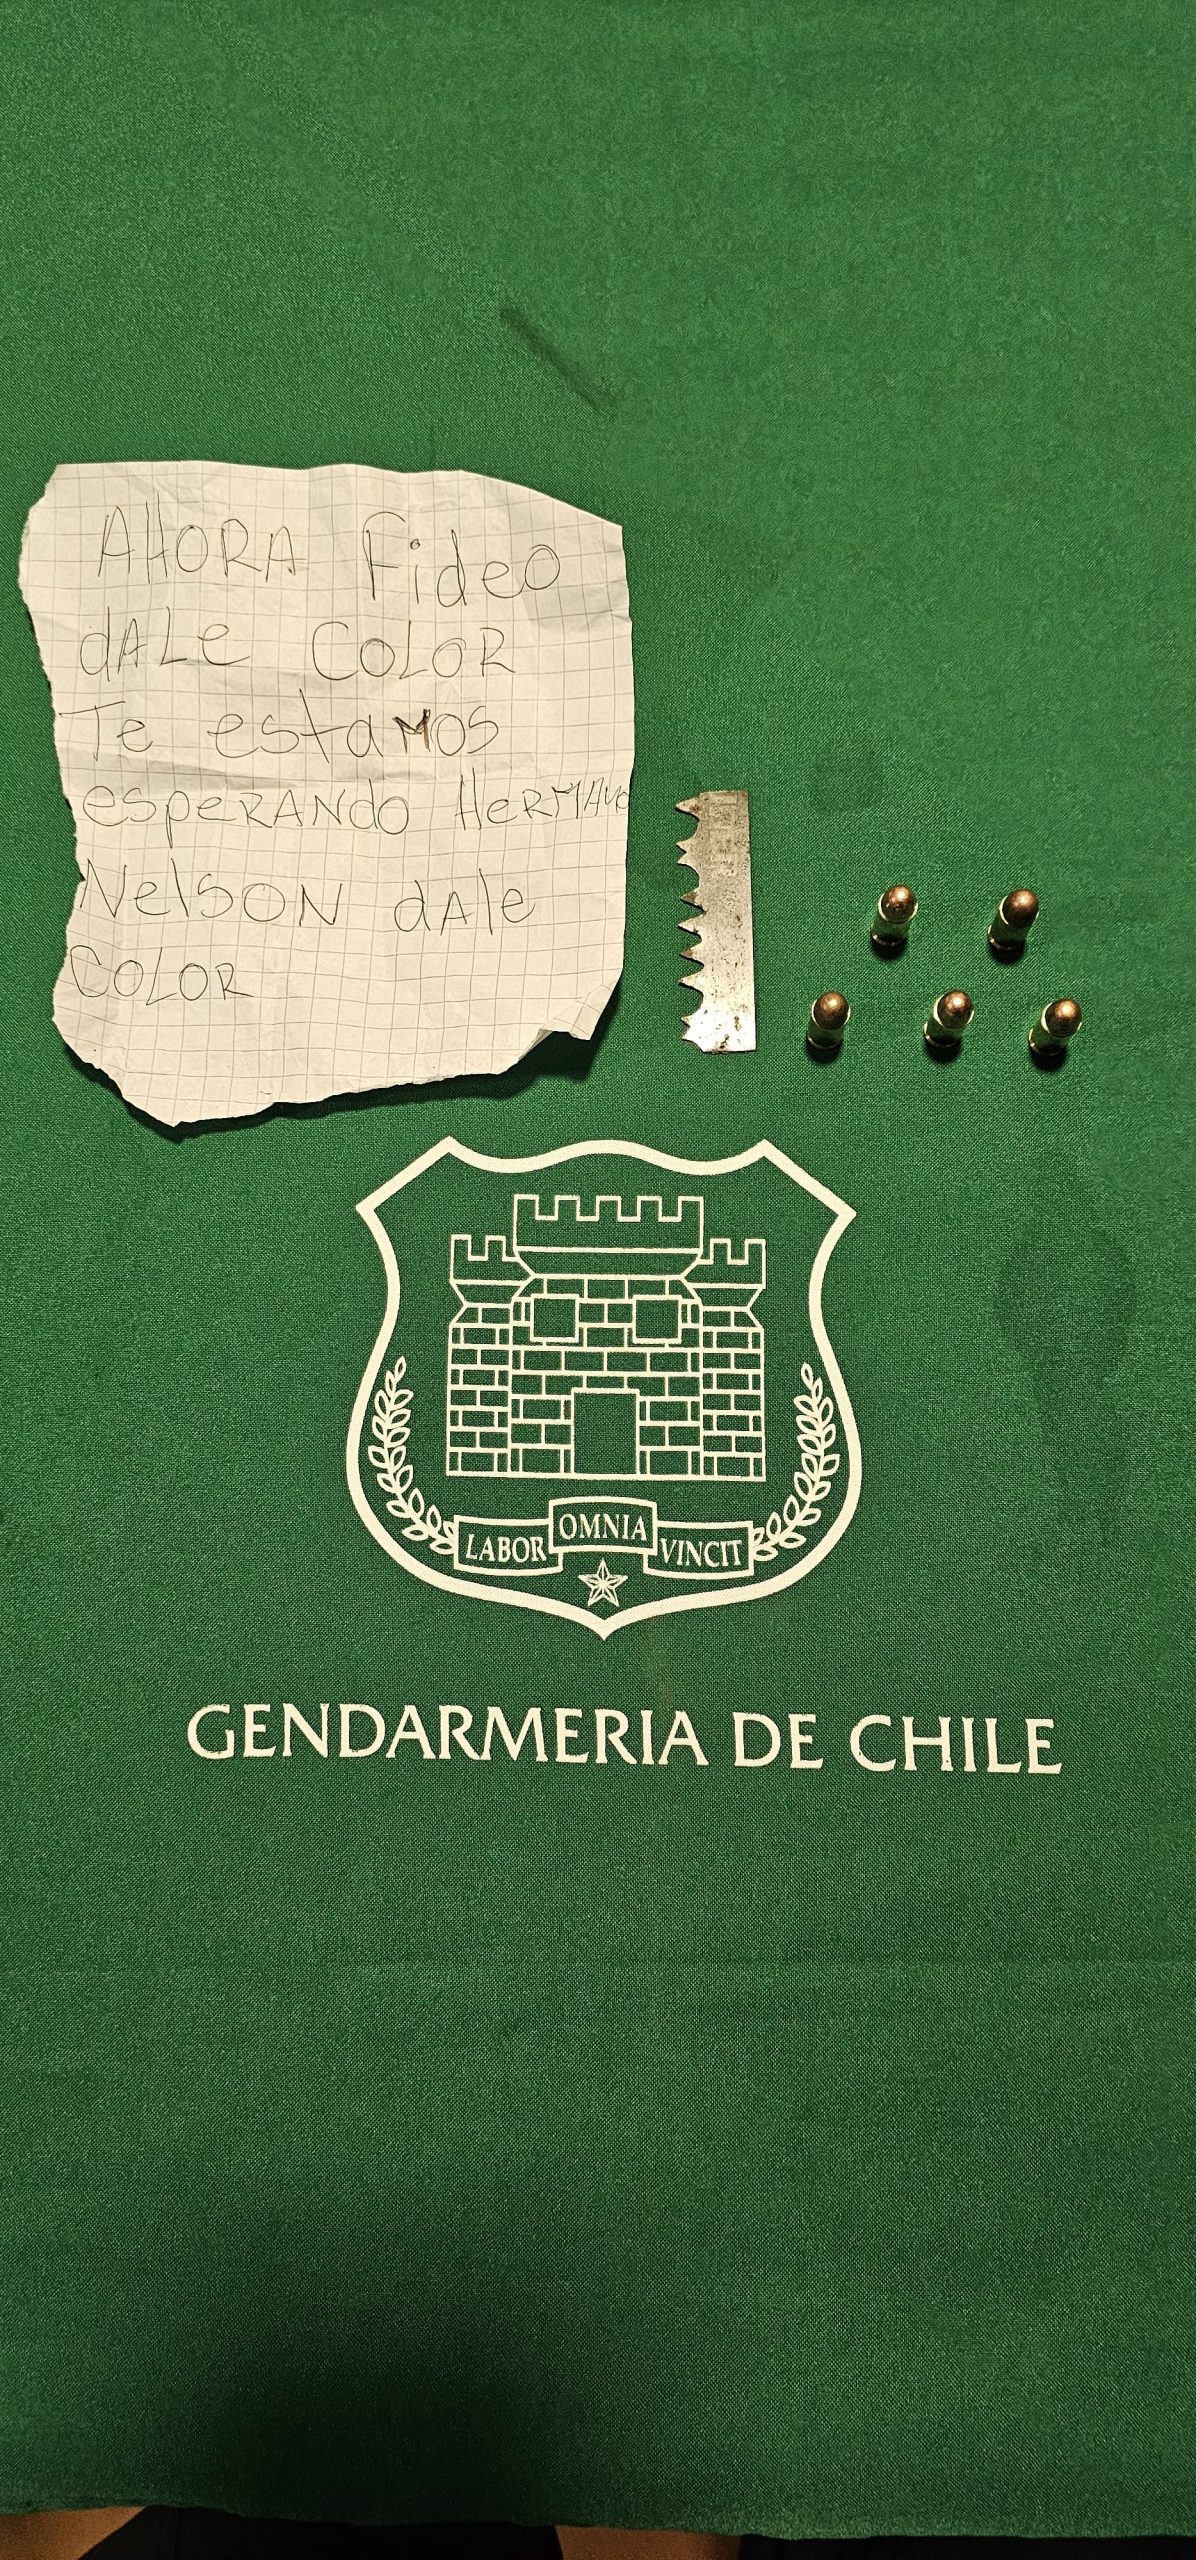 AHORA Fideo
dALe COLOR
Te estaMOS
espeRANdo HeRMANO
NelSON dAle
COLOR
LABOR OMNIA VINCIT
GENDARMERIA DE CHILE